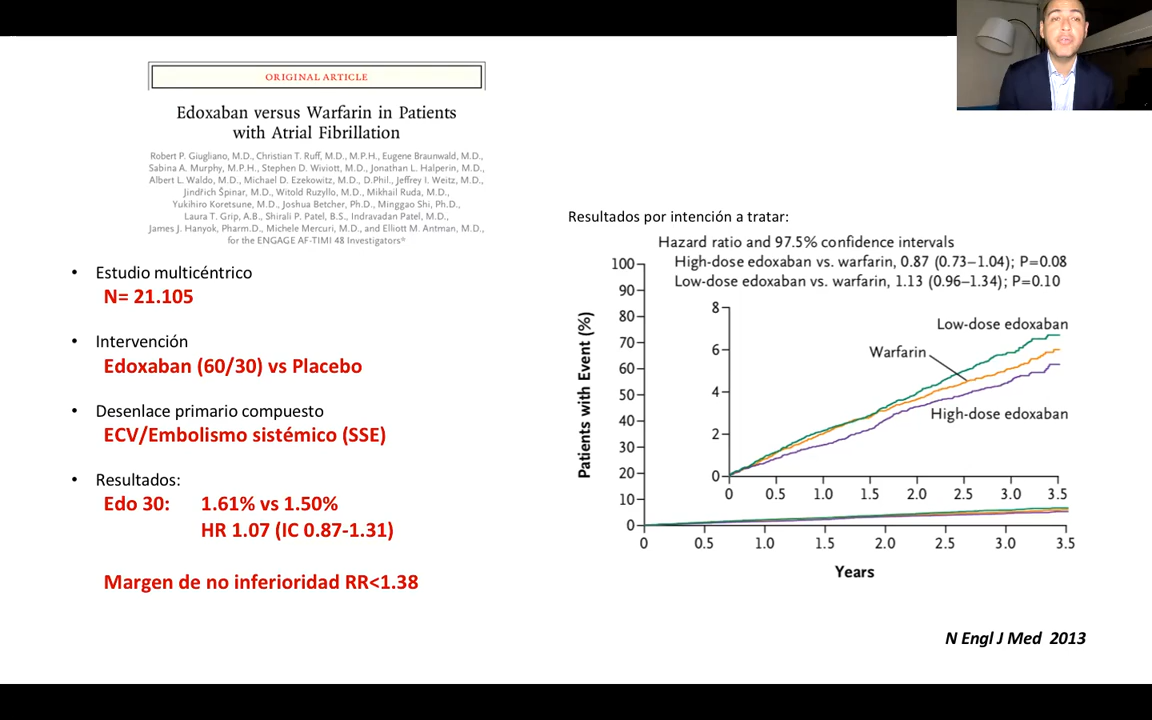 ORIGINAL ARTICLE
Edoxaban versus Warfarin in Patients
with Atrial Fibrillation
Robert P. Giugliano, M.D., Christian T. Ruff, M.D., M.P.H., Eugene Braunwald, M.D.,
Sabina A. Murphy, M.P.H., Stephen D. Wiviott, M.D., Jonathan L. Halperin, M.D.,
Albert L. Waldo, M.D., Michael D. Ezekowitz, M.D., D.Phil., Jeffrey I. Weitz, M.D.,
Jindřich Špinar, M.D., Witold Ruzyllo, M.D., Mikhail Ruda, M.D.,
Yukihiro Koretsune, M.D., Joshua Betcher, Ph.D., Minggao Shi, Ph.D.,
Laura T. Grip, A.B., Shirali P. Patel, B.S., Indravadan Patel, M.D.,
James J. Hanyok, Pharm.D., Michele Mercuri, M.D., and Elliott M. Antman, M.D.,
for the ENGAGE AF-TIMI 48 Investigators*
• Estudio multicéntrico
N= 21.105
• Intervención
Edoxaban (60/30) vs Placebo
• Desenlace primario compuesto
ECV/Embolismo sistémico (SSE)
• Resultados:
Edo 30: 1.61% vs 1.50%
HR 1.07 (IC 0.87-1.31)
Margen de no inferioridad RR<1.38
Resultados por intención a tratar:
Hazard ratio and 97.5% confidence intervals
High-dose edoxaban vs. warfarin, 0.87 (0.73–1.04); P=0.08
Low-dose edoxaban vs. warfarin, 1.13 (0.96–1.34); P=0.10
Patients with Event (%)
100
90
80
70
60
50
40
30
20
10
0
8
6
4
2
0
Low-dose edoxaban
Warfarin
High-dose edoxaban
0 0.5 1.0 1.5 2.0 2.5 3.0 3.5
0 0.5 1.0 1.5 2.0 2.5 3.0 3.5
Years
N Engl J Med 2013